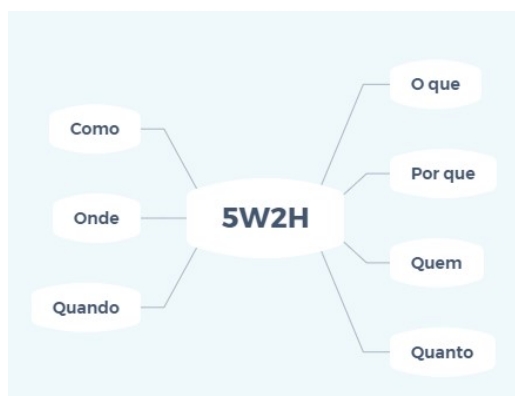 O que
Como
Por que
Onde
5W2H
Quem
Quando
Quanto